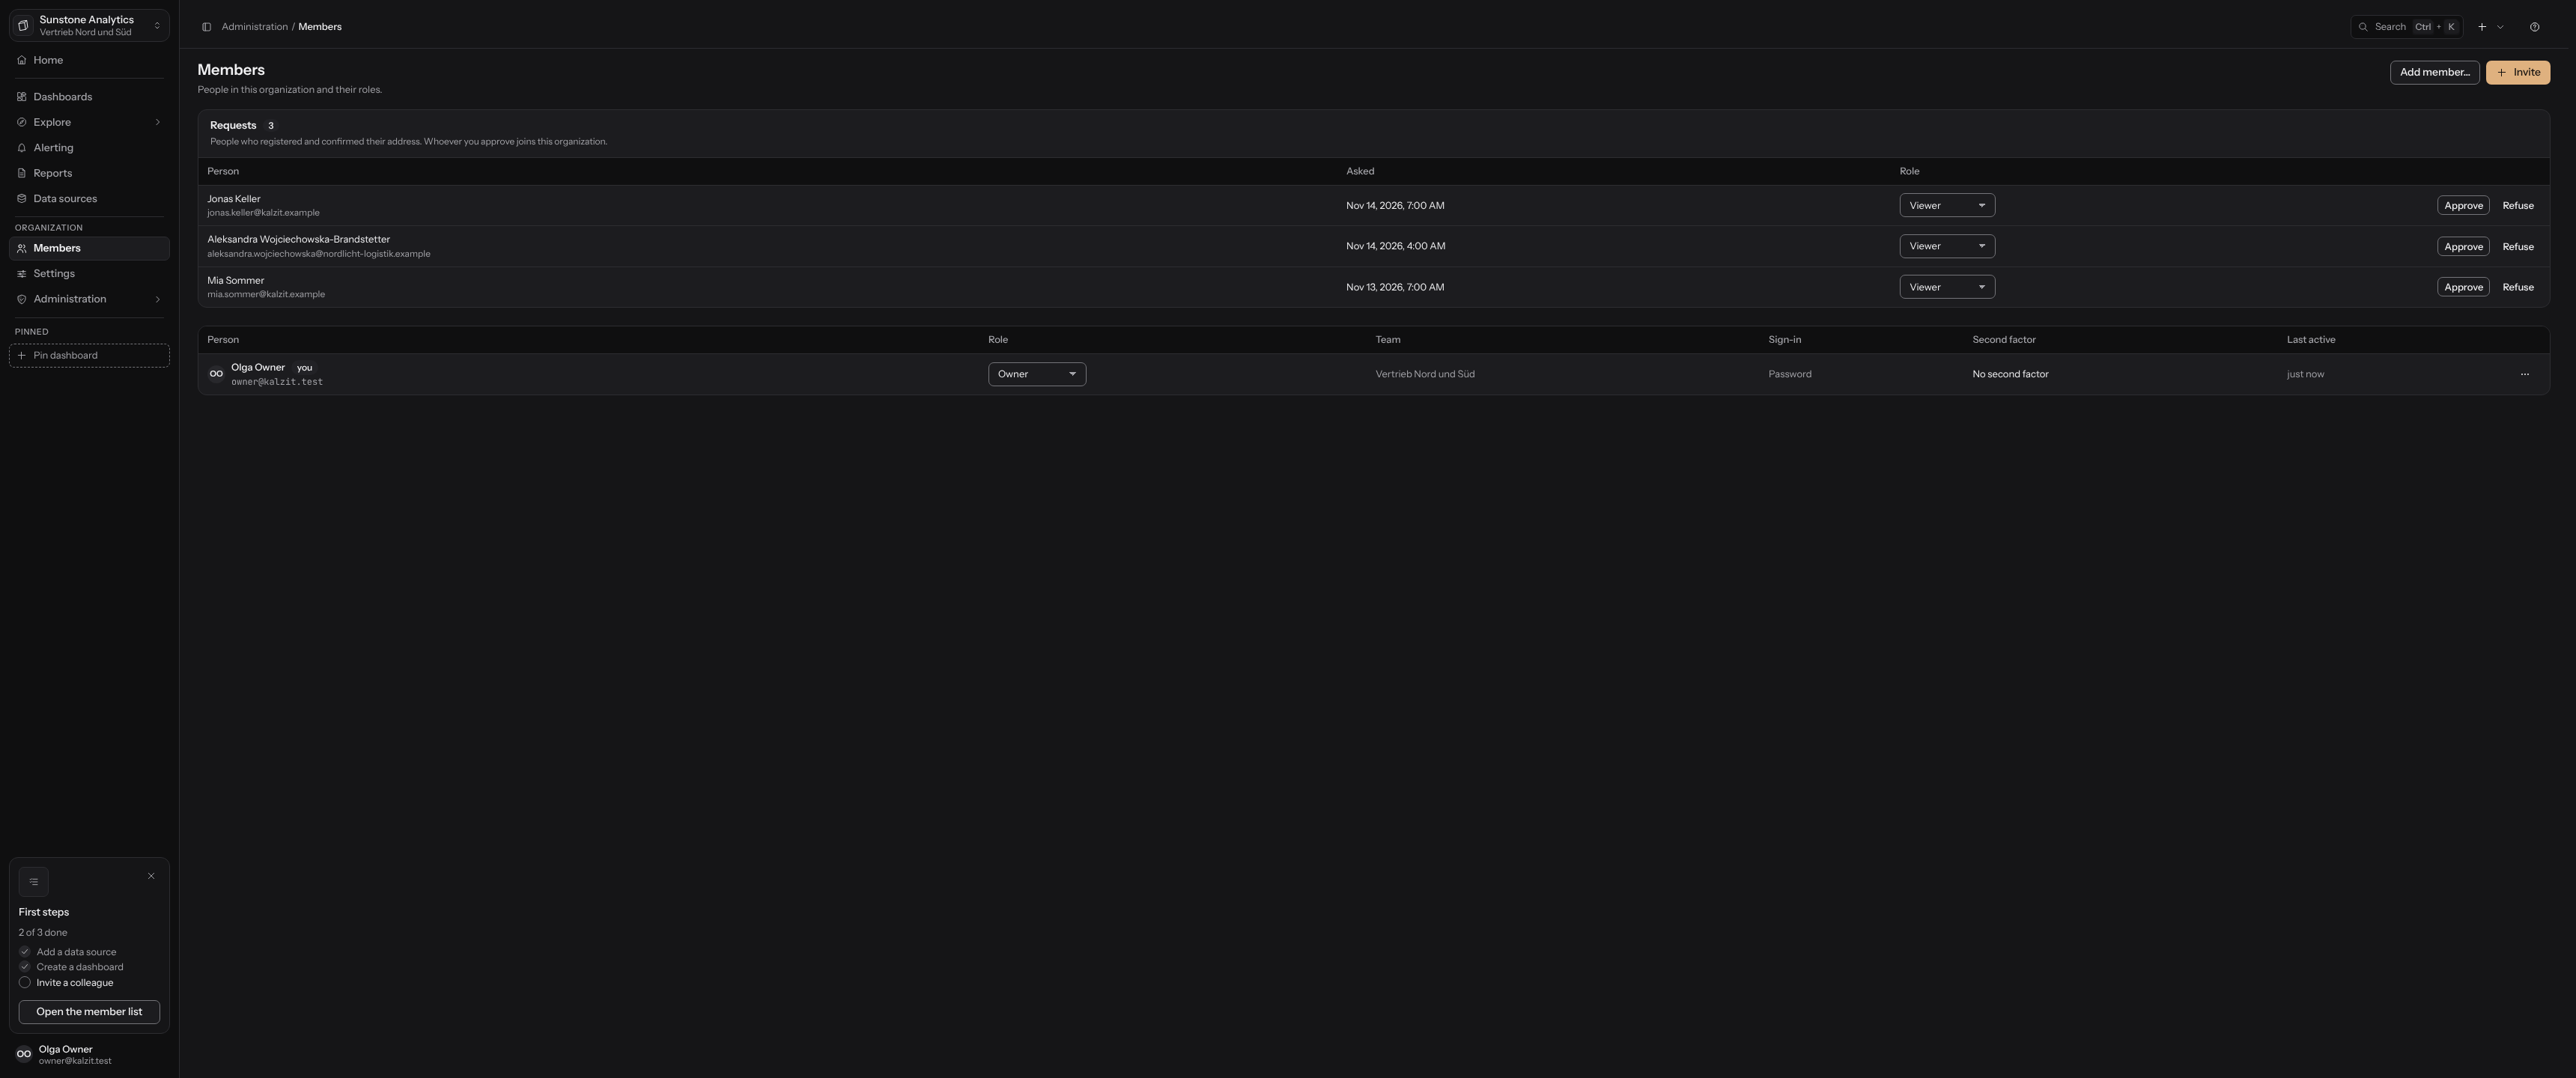 Sunstone Analytics
Vertrieb Nord und Süd
Home
Dashboards
Explore
Alerting
Reports
Data sources
ORGANIZATION
Members
Settings
Administration
PINNED
Pin dashboard
First steps
2 of 3 done
Add a data source
Create a dashboard
Invite a colleague
Open the member list
OO Olga Owner
owner@kalzit.test
Administration / Members
Search Ctrl + K
Members
People in this organization and their roles.
Add member...
Invite
Requests 3
People who registered and confirmed their address. Whoever you approve joins this organization.
Person Asked Role
Jonas Keller
jonas.keller@kalzit.example
Nov 14, 2026, 7:00 AM Viewer Approve Refuse
Aleksandra Wojciechowska-Brandstetter
aleksandra.wojciechowska@nordlicht-logistik.example
Nov 14, 2026, 4:00 AM Viewer Approve Refuse
Mia Sommer
mia.sommer@kalzit.example
Nov 13, 2026, 7:00 AM Viewer Approve Refuse
Person Role Team Sign-in Second factor Last active
OO Olga Owner you
owner@kalzit.test
Owner Vertrieb Nord und Süd Password No second factor just now